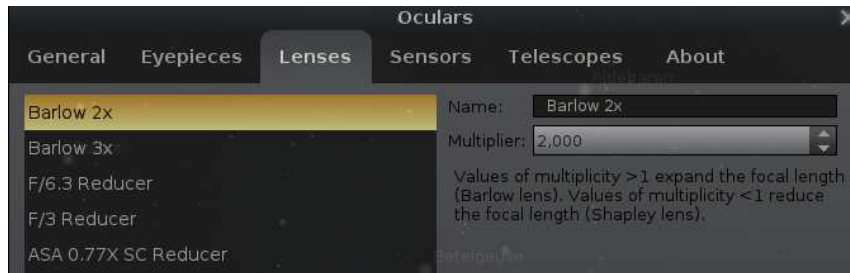 Oculars
General Eyepieces Lenses Sensors Telescopes About
Aldebaran
Barlow 2x
Barlow 3x
F/6.3 Reducer
F/3 Reducer
ASA 0.77X SC Reducer
Name: Barlow 2x
Multiplier: 2,000
Values of multiplicity >1 expand the focal length
(Barlow lens). Values of multiplicity <1 reduce
the focal length (Shapley lens).
Betelgeuse